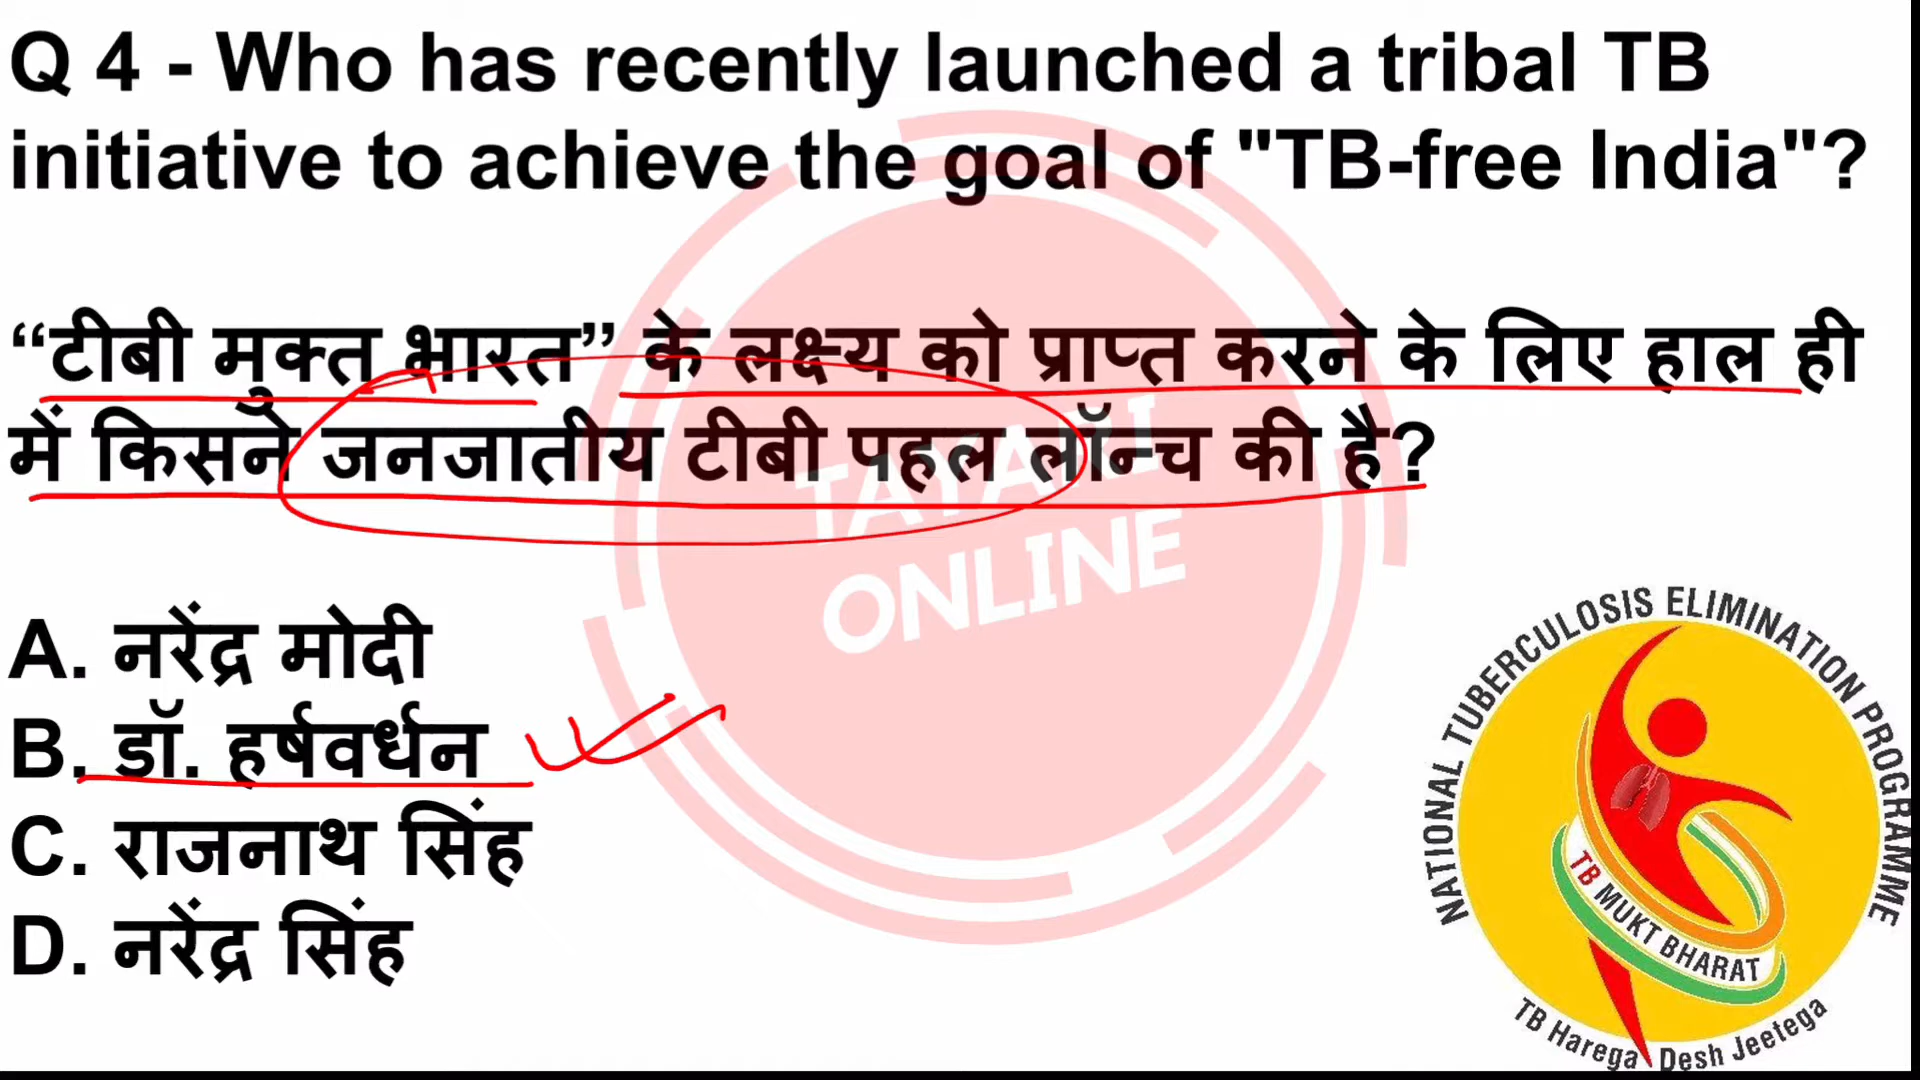 Q 4 - Who has recently launched a tribal TB
initiative to achieve the goal of "TB-free India"?
“टीबी मुक्त भारत” के लक्ष्य को प्राप्त करने के लिए हाल ही
में किसने जनजातीय टीबी पहल लॉन्च की है?
TAYARI
ONLINE
A. नरेंद्र मोदी
B. डॉ. हर्षवर्धन
C. राजनाथ सिंह
D. नरेंद्र सिंह
NATIONAL TUBERCULOSIS ELIMINATION PROGRAMME
TB MUKT BHARAT
TB Harega Desh Jeetega